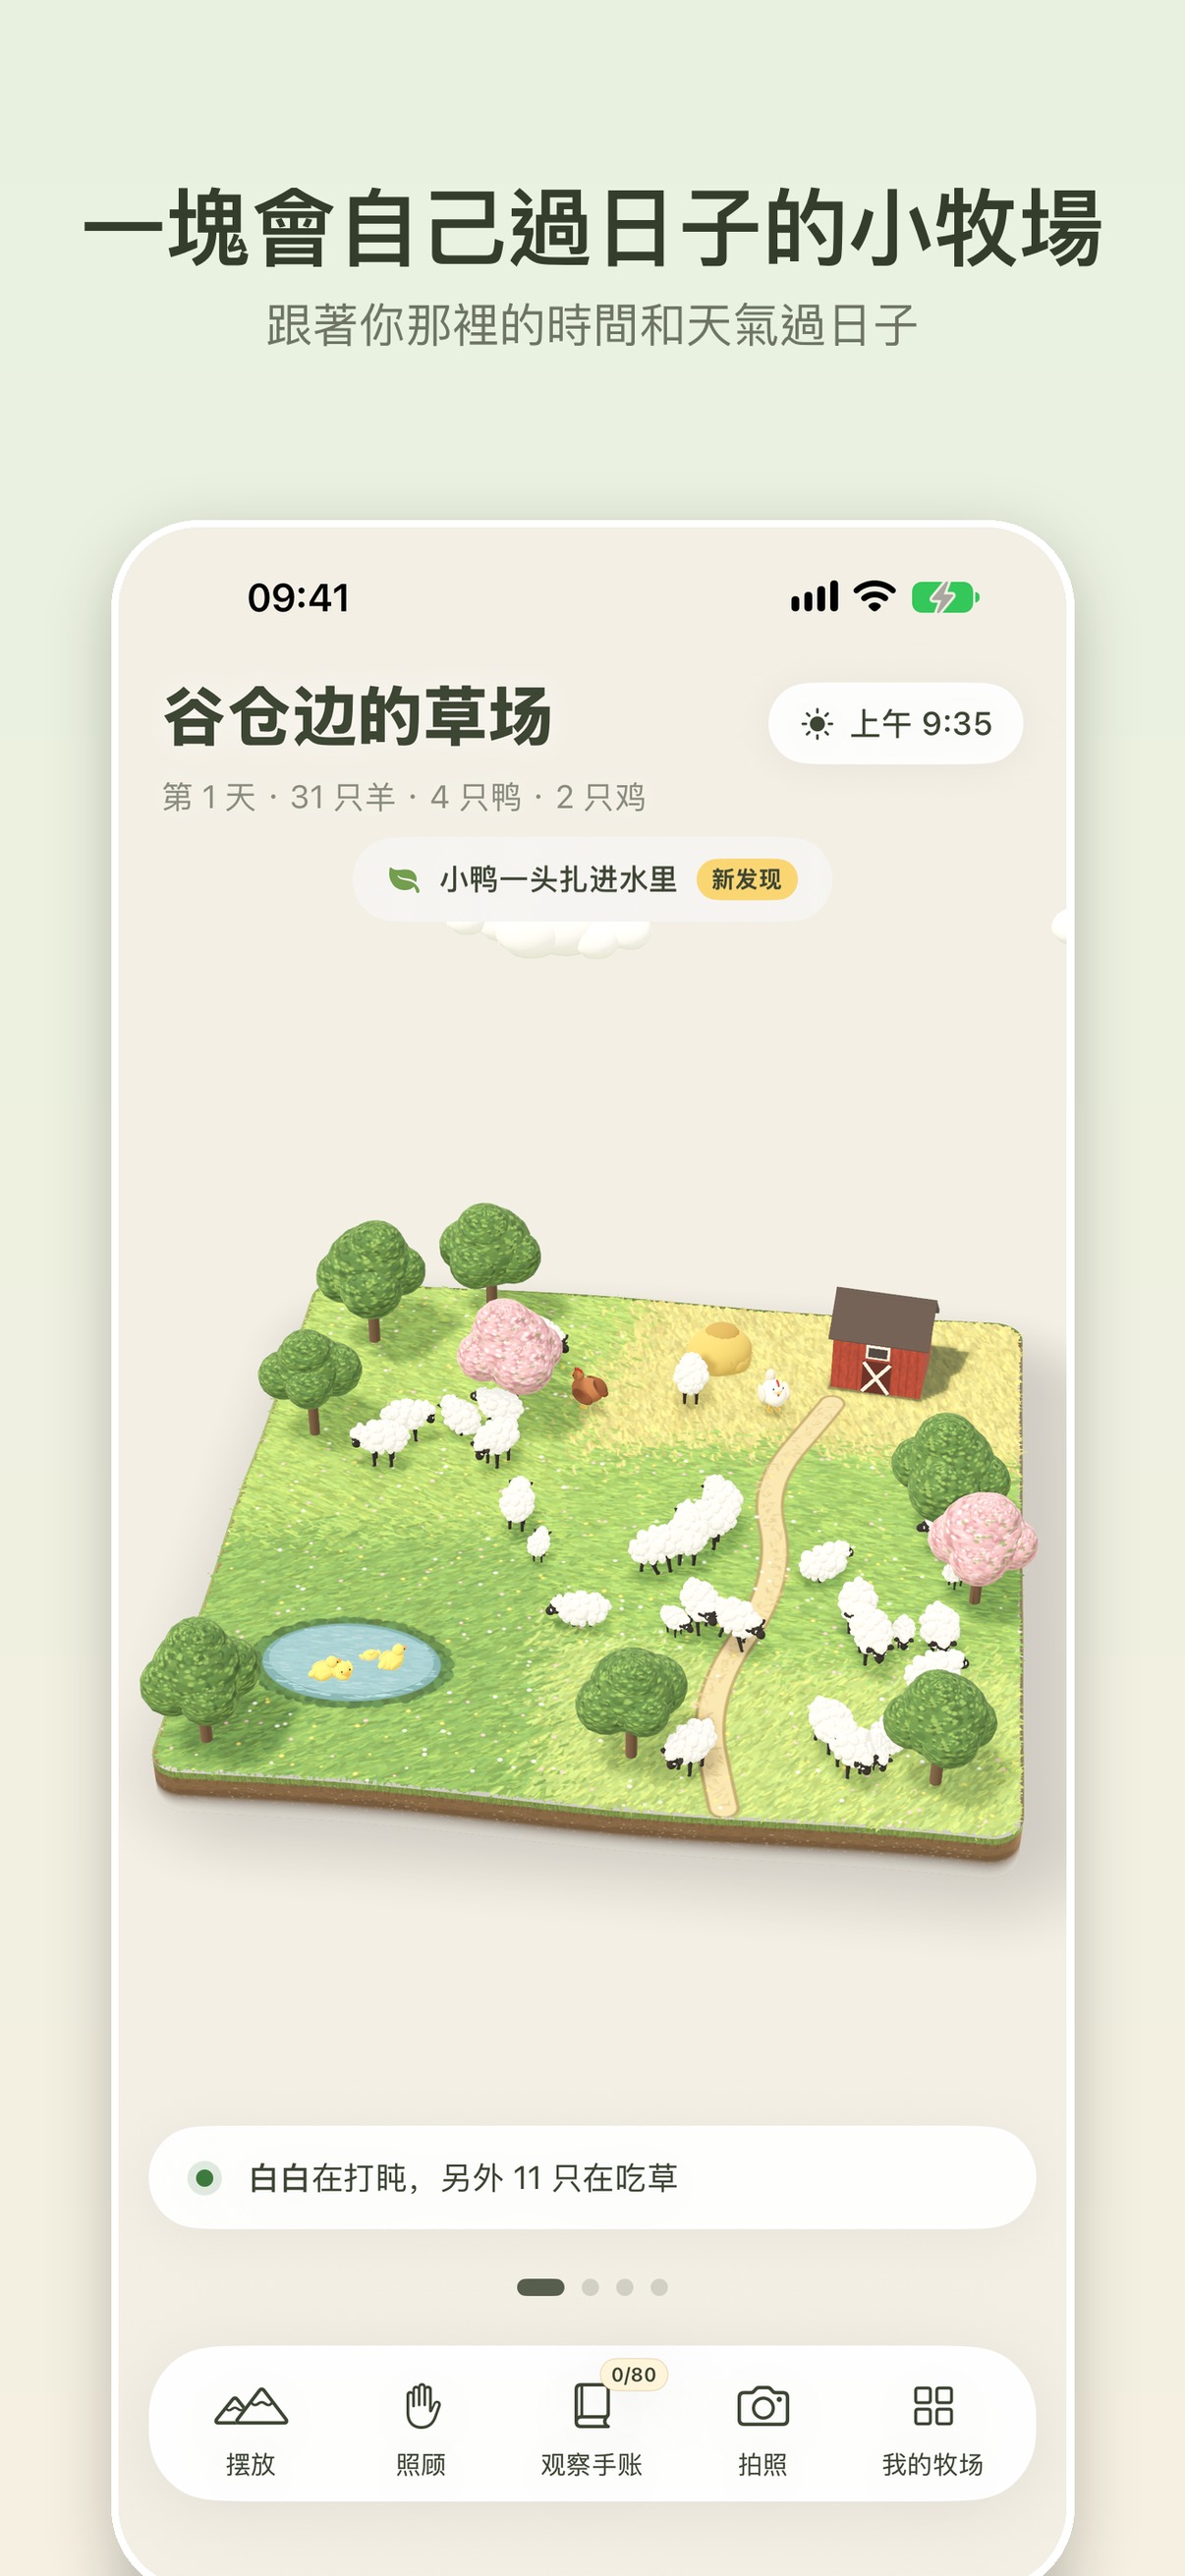 一塊會自己過日子的小牧場
跟著你那裡的時間和天氣過日子
09:41
谷仓边的草场
上午 9:35
第 1 天 · 31 只羊 · 4 只鸭 · 2 只鸡
小鸭一头扎进水里 新发现
白白在打盹，另外 11 只在吃草
0/80
摆放 照顾 观察手账 拍照 我的牧场